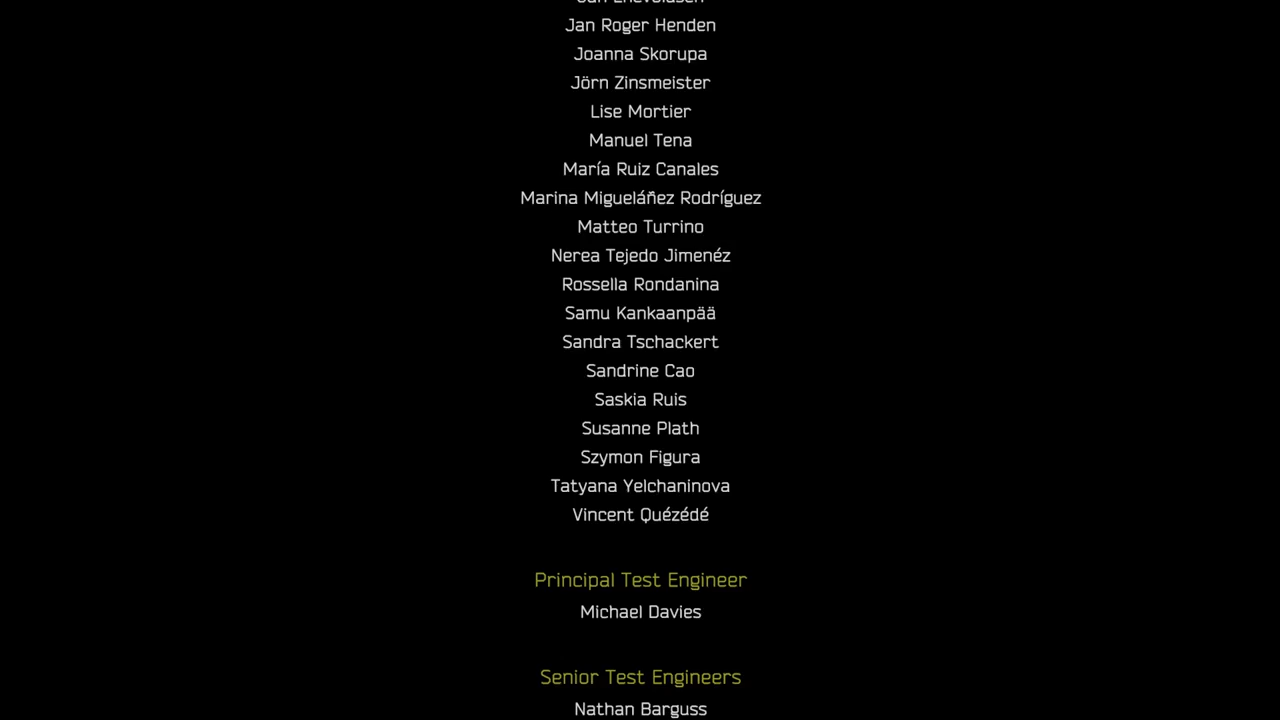 Jan Roger Henden
Joanna Skorupa
Jörn Zinsmeister
Lise Mortier
Manuel Tena
María Ruiz Canales
Marina Migueláñez Rodríguez
Matteo Turrino
Nerea Tejedo Jimenéz
Rossella Rondanina
Samu Kankaanpää
Sandra Tschackert
Sandrine Cao
Saskia Ruis
Susanne Plath
Szymon Figura
Tatyana Yelchaninova
Vincent Quézédé
Principal Test Engineer
Michael Davies
Senior Test Engineers
Nathan Barguss